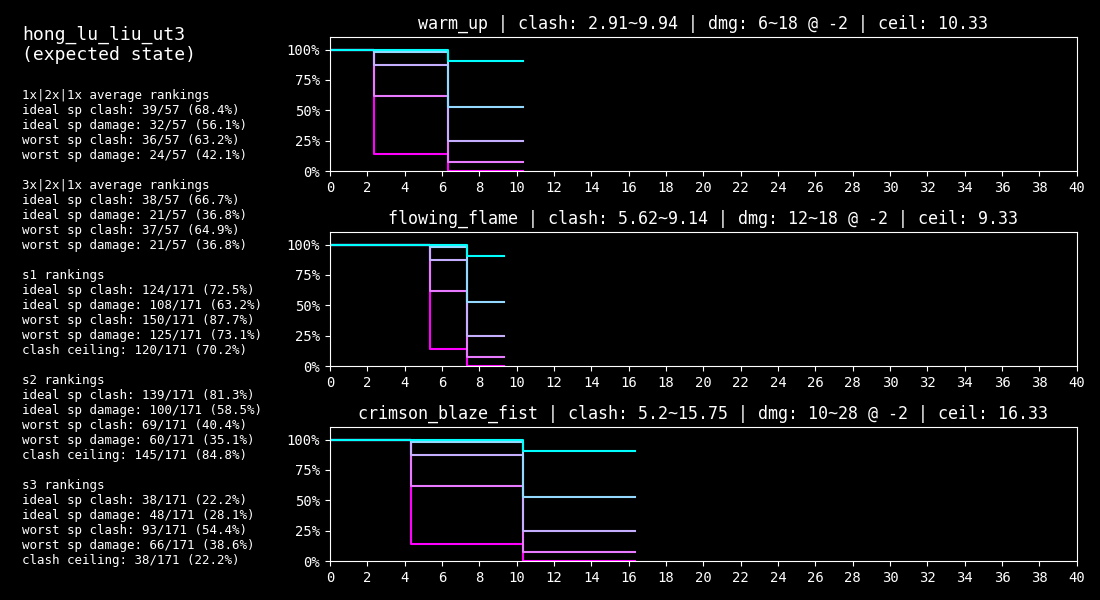 hong_lu_liu_ut3
(expected state)
1x|2x|1x average rankings
ideal sp clash: 39/57 (68.4%)
ideal sp damage: 32/57 (56.1%)
worst sp clash: 36/57 (63.2%)
worst sp damage: 24/57 (42.1%)
3x|2x|1x average rankings
ideal sp clash: 38/57 (66.7%)
ideal sp damage: 21/57 (36.8%)
worst sp clash: 37/57 (64.9%)
worst sp damage: 21/57 (36.8%)
s1 rankings
ideal sp clash: 124/171 (72.5%)
ideal sp damage: 108/171 (63.2%)
worst sp clash: 150/171 (87.7%)
worst sp damage: 125/171 (73.1%)
clash ceiling: 120/171 (70.2%)
s2 rankings
ideal sp clash: 139/171 (81.3%)
ideal sp damage: 100/171 (58.5%)
worst sp clash: 69/171 (40.4%)
worst sp damage: 60/171 (35.1%)
clash ceiling: 145/171 (84.8%)
s3 rankings
ideal sp clash: 38/171 (22.2%)
ideal sp damage: 48/171 (28.1%)
worst sp clash: 93/171 (54.4%)
worst sp damage: 66/171 (38.6%)
clash ceiling: 38/171 (22.2%)
warm_up | clash: 2.91~9.94 | dmg: 6~18 @ -2 | ceil: 10.33
100%
75%
50%
25%
0%
0 2 4 6 8 10 12 14 16 18 20 22 24 26 28 30 32 34 36 38 40
flowing_flame | clash: 5.62~9.14 | dmg: 12~18 @ -2 | ceil: 9.33
100%
75%
50%
25%
0%
0 2 4 6 8 10 12 14 16 18 20 22 24 26 28 30 32 34 36 38 40
crimson_blaze_fist | clash: 5.2~15.75 | dmg: 10~28 @ -2 | ceil: 16.33
100%
75%
50%
25%
0%
0 2 4 6 8 10 12 14 16 18 20 22 24 26 28 30 32 34 36 38 40